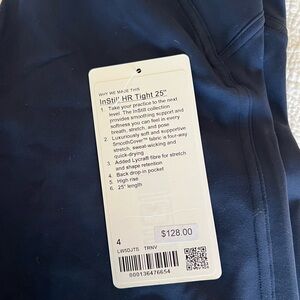 WHY WE MADE THIS
InStill™ HR Tight 25"
1. Take your practice to the next
level. The InStill collection
provides smoothing support and
softness you can feel in every
breath, stretch, and pose
2. Luxuriously soft and supportive
SmoothCover™ fabric is four-way
stretch, sweat-wicking and
quick-drying
3. Added Lycra® fibre for stretch
and shape retention
4. Back drop-in pocket
5. High rise
6. 25" length
4
$128.00
LW5DJTS TRNV
000136476654